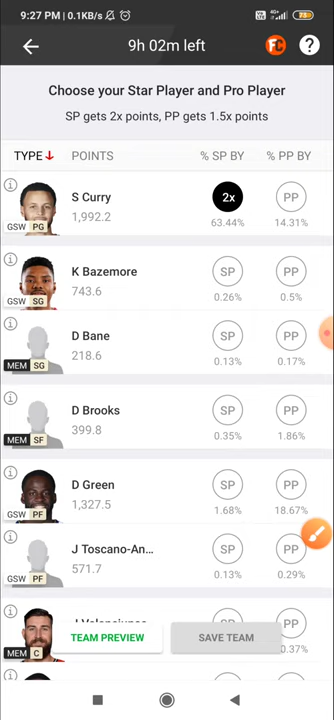 9:27 PM | 0.1KB/s
4G+
73
9h 02m left
FC
?
Choose your Star Player and Pro Player
SP gets 2x points, PP gets 1.5x points
TYPE POINTS % SP BY % PP BY
S Curry
1,992.2
2x
63.44%
PP
14.31%
GSW PG
K Bazemore
743.6
SP
0.26%
PP
0.5%
GSW SG
D Bane
218.6
SP
0.13%
PP
0.17%
MEM SG
D Brooks
399.8
SP
0.35%
PP
1.86%
MEM SF
D Green
1,327.5
SP
1.68%
PP
18.67%
GSW PF
J Toscano-An...
571.7
SP
0.13%
PP
0.29%
GSW PF
PP
0.37%
MEM C
TEAM PREVIEW
SAVE TEAM